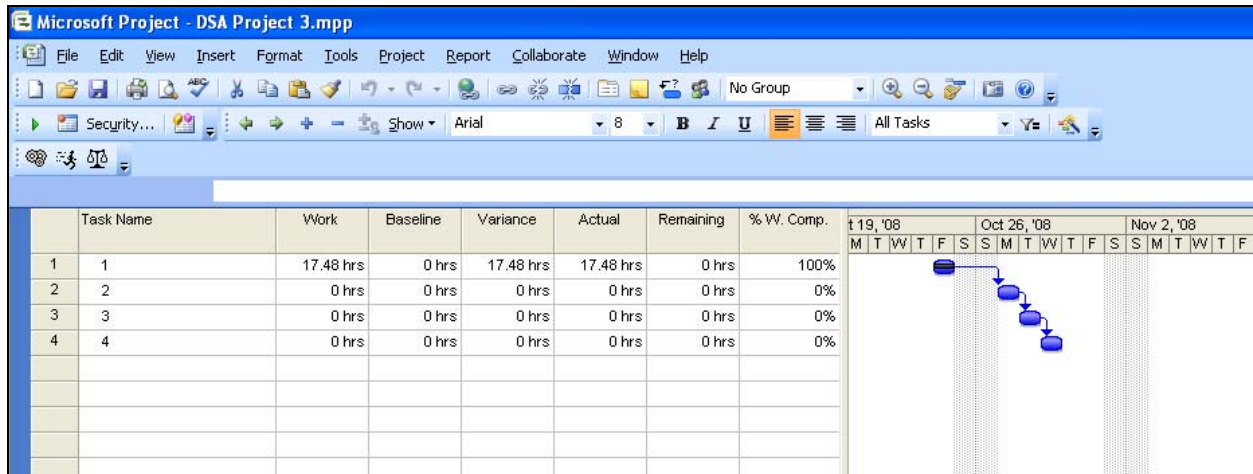 Microsoft Project - DSA Project 3.mpp
File Edit View Insert Format Tools Project Report Collaborate Window Help
No Group
Security... Show Arial 8 B I U All Tasks
Task Name Work Baseline Variance Actual Remaining % W. Comp. t 19, '08 Oct 26, '08 Nov 2, '08
M T W T F S S M T W T F S S M T W T F
1 1 17.48 hrs 0 hrs 17.48 hrs 17.48 hrs 0 hrs 100%
2 2 0 hrs 0 hrs 0 hrs 0 hrs 0 hrs 0%
3 3 0 hrs 0 hrs 0 hrs 0 hrs 0 hrs 0%
4 4 0 hrs 0 hrs 0 hrs 0 hrs 0 hrs 0%